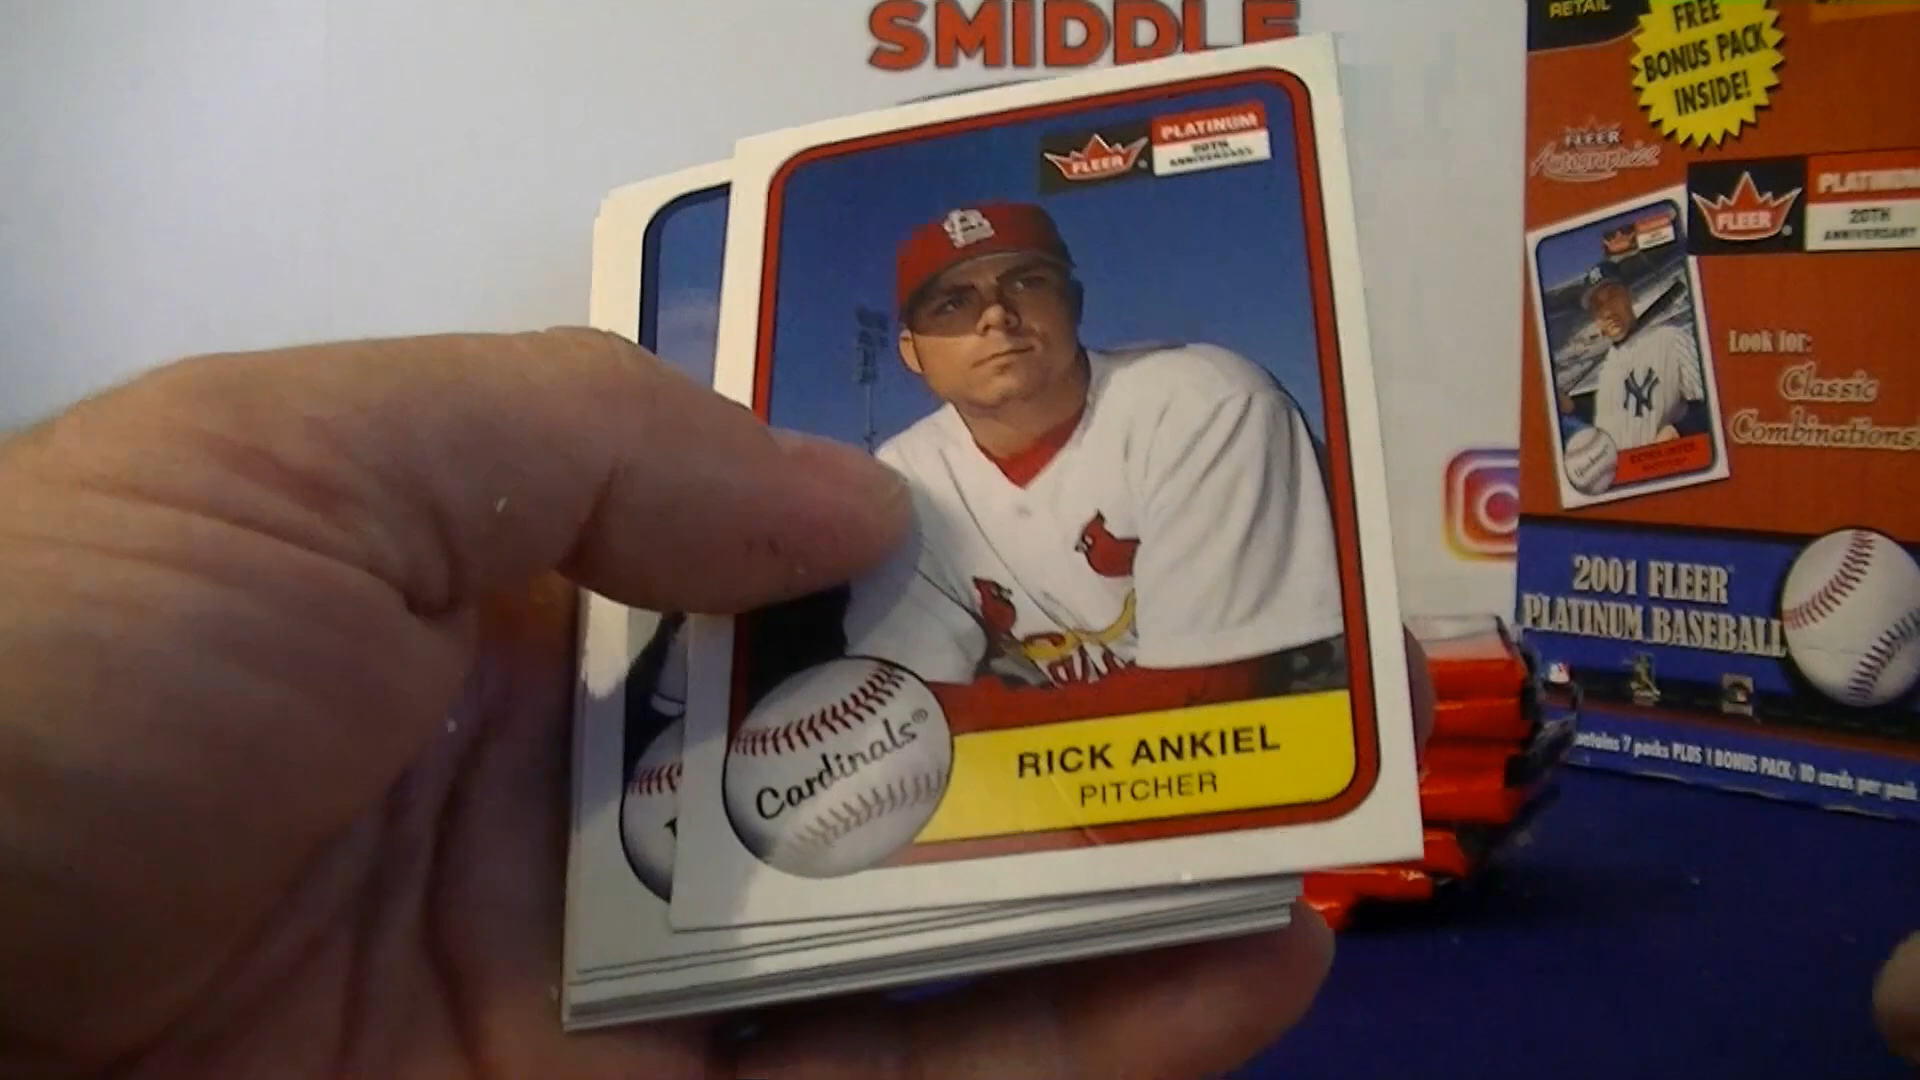 SMIDDLE
FLEER
PLATINUM
20TH
ANNIVERSARY
Cardinals®
RICK ANKIEL
PITCHER
RETAIL
FREE
BONUS PACK
INSIDE!
FLEER
Autographics
FLEER
PLATINUM
20TH
ANNIVERSARY
Look for:
Classic
Combinations
2001 FLEER
PLATINUM BASEBALL
7 packs PLUS 1 BONUS PACK, 10 cards per pack